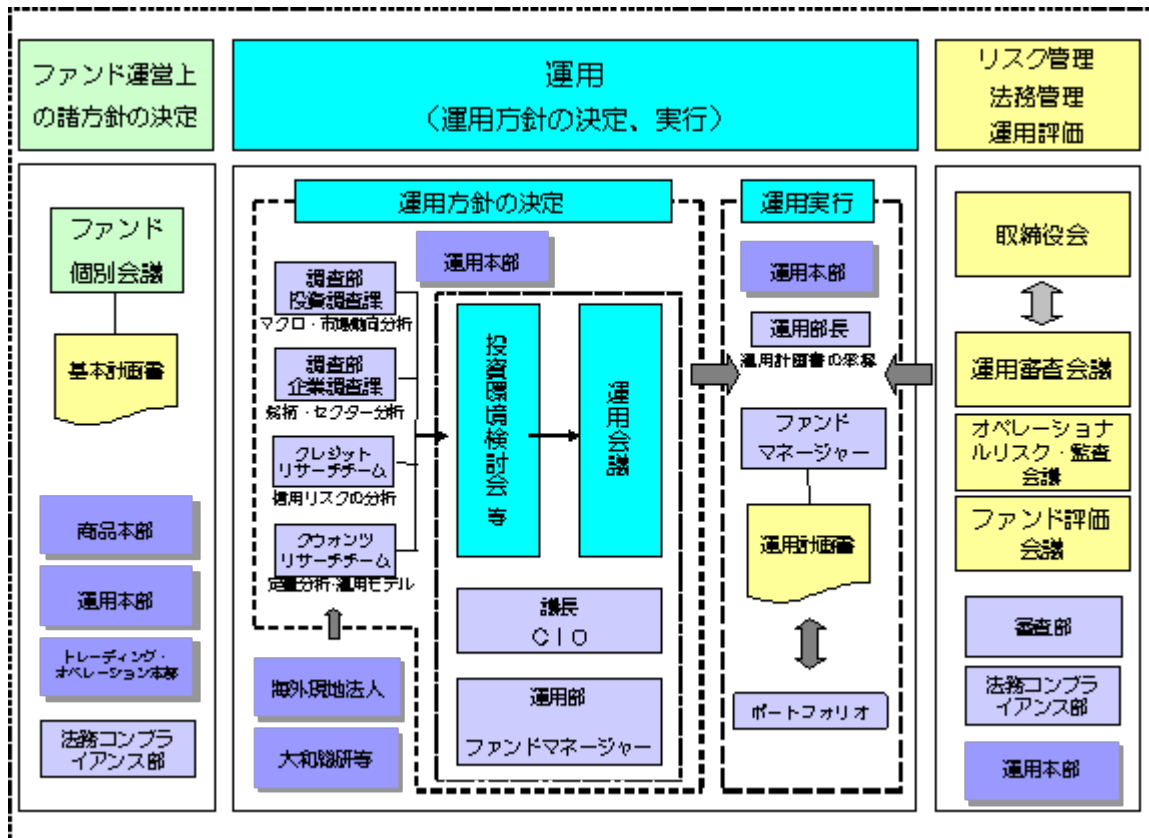 ファンド運営上
の諸方針の決定
運用
(運用方針の決定、実行)
リスク管理
法務管理
運用評価
ファンド
個別会議
基本計画書
商品本部
運用本部
トレーディング・
オペレーション本部
法務コンプラ
イアンス部
運用方針の決定
運用本部
調査部
投資調査課
マクロ・市場動向分析
調査部
企業調査課
銘柄・セクター分析
クレジット
リサーチチーム
信用リスクの分析
クウォンツ
リサーチチーム
定量分析・運用モデル
投資環境検討会等
運用会議
議長
CIO
運用部
ファンドマネージャー
海外現地法人
大和総研等
運用実行
運用本部
運用部長
運用計画書の承認
ファンド
マネージャー
運用計画書
ポートフォリオ
取締役会
運用審査会議
オペレーショナ
ルリスク・監査
会議
ファンド評価
会議
審査部
法務コンプラ
イアンス部
運用本部